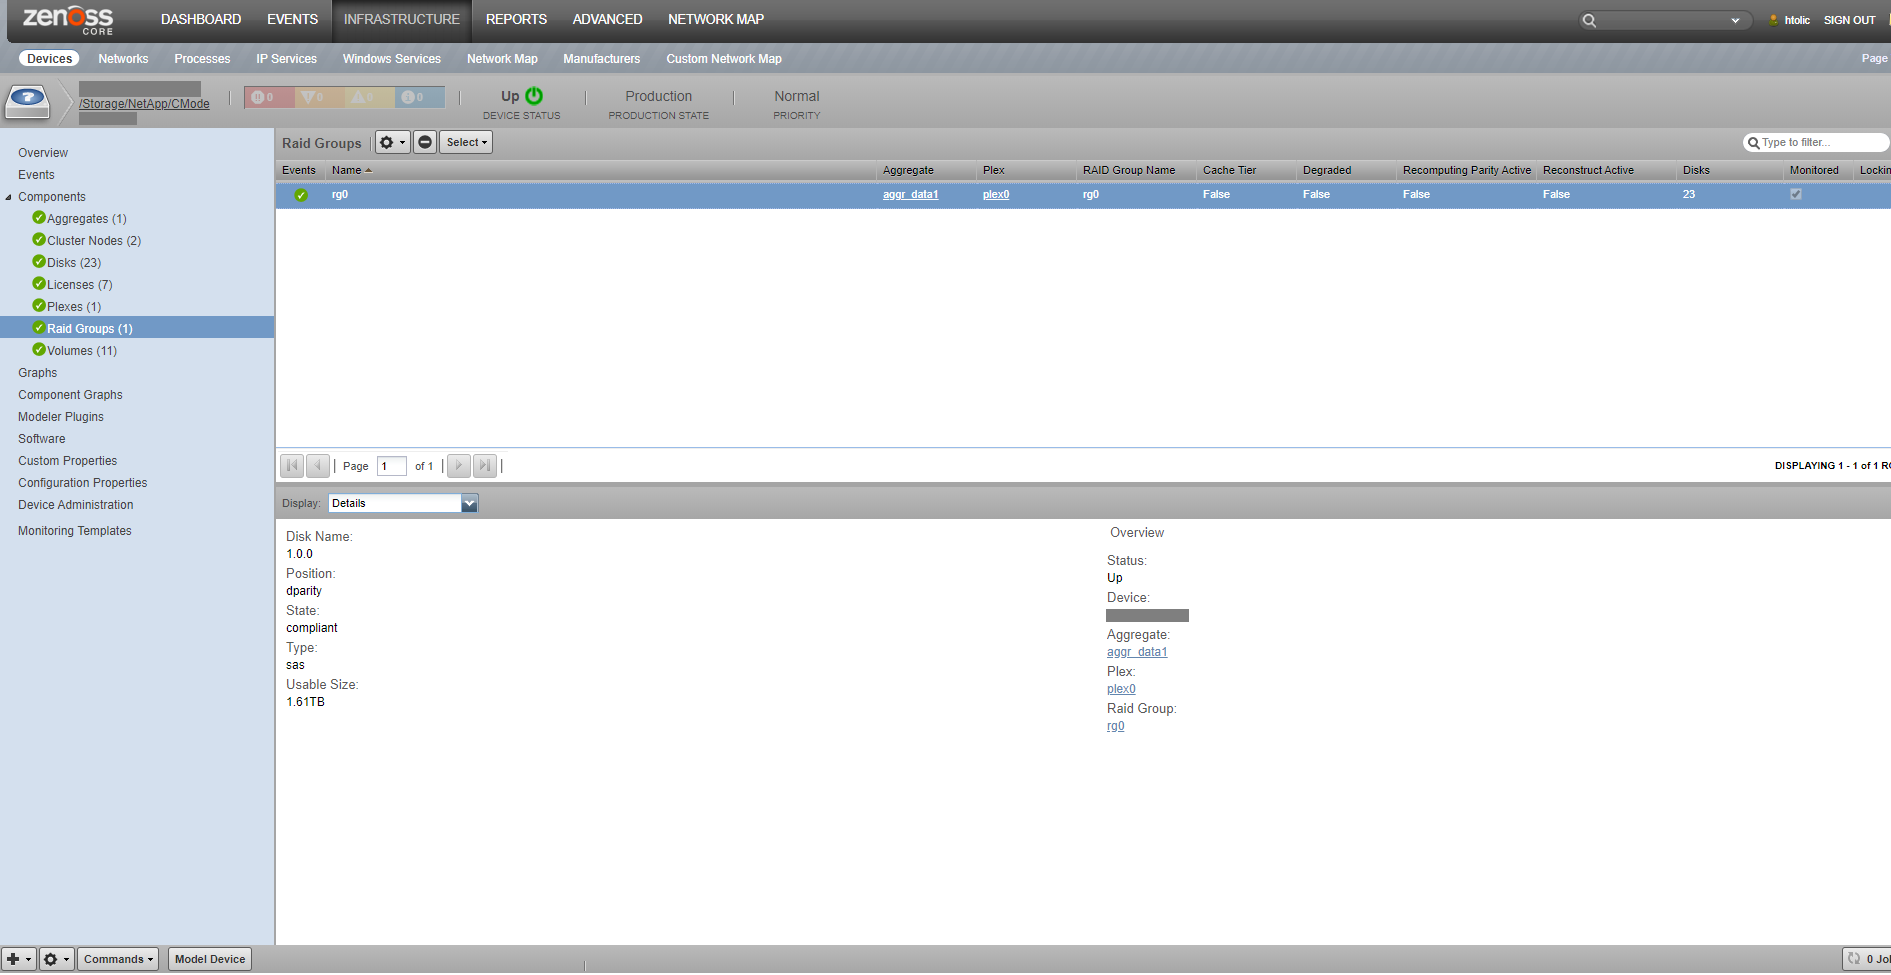 zenoss
CORE
DASHBOARD EVENTS INFRASTRUCTURE REPORTS ADVANCED NETWORK MAP
htolic SIGN OUT
Devices Networks Processes IP Services Windows Services Network Map Manufacturers Custom Network Map Page
/Storage/NetApp/CMode
0 0 0 0
Up
DEVICE STATUS
Production
PRODUCTION STATE
Normal
PRIORITY
Overview
Events
Components
Aggregates (1)
Cluster Nodes (2)
Disks (23)
Licenses (7)
Plexes (1)
Raid Groups (1)
Volumes (11)
Graphs
Component Graphs
Modeler Plugins
Software
Custom Properties
Configuration Properties
Device Administration
Monitoring Templates
Raid Groups Select Type to filter...
Events Name Aggregate Plex RAID Group Name Cache Tier Degraded Recomputing Parity Active Reconstruct Active Disks Monitored Lockin
rg0 aggr_data1 plex0 rg0 False False False False 23
Page 1 of 1
DISPLAYING 1 - 1 of 1 RO
Display: Details
Disk Name:
1.0.0
Position:
dparity
State:
compliant
Type:
sas
Usable Size:
1.61TB
Overview
Status:
Up
Device:
Aggregate:
aggr_data1
Plex:
plex0
Raid Group:
rg0
Commands Model Device
0 Jo